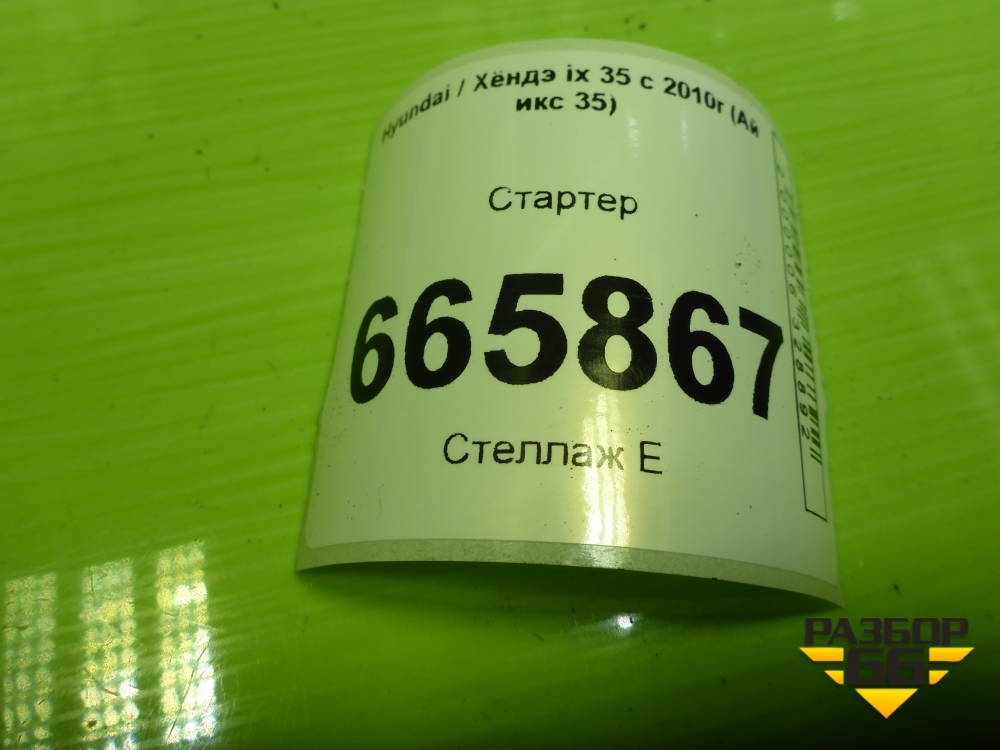 Hyundai / Хёндэ ix 35 с 2010г (Ай
икс 35)
Стартер
665867
Стеллаж Е
РАЗБОР
66